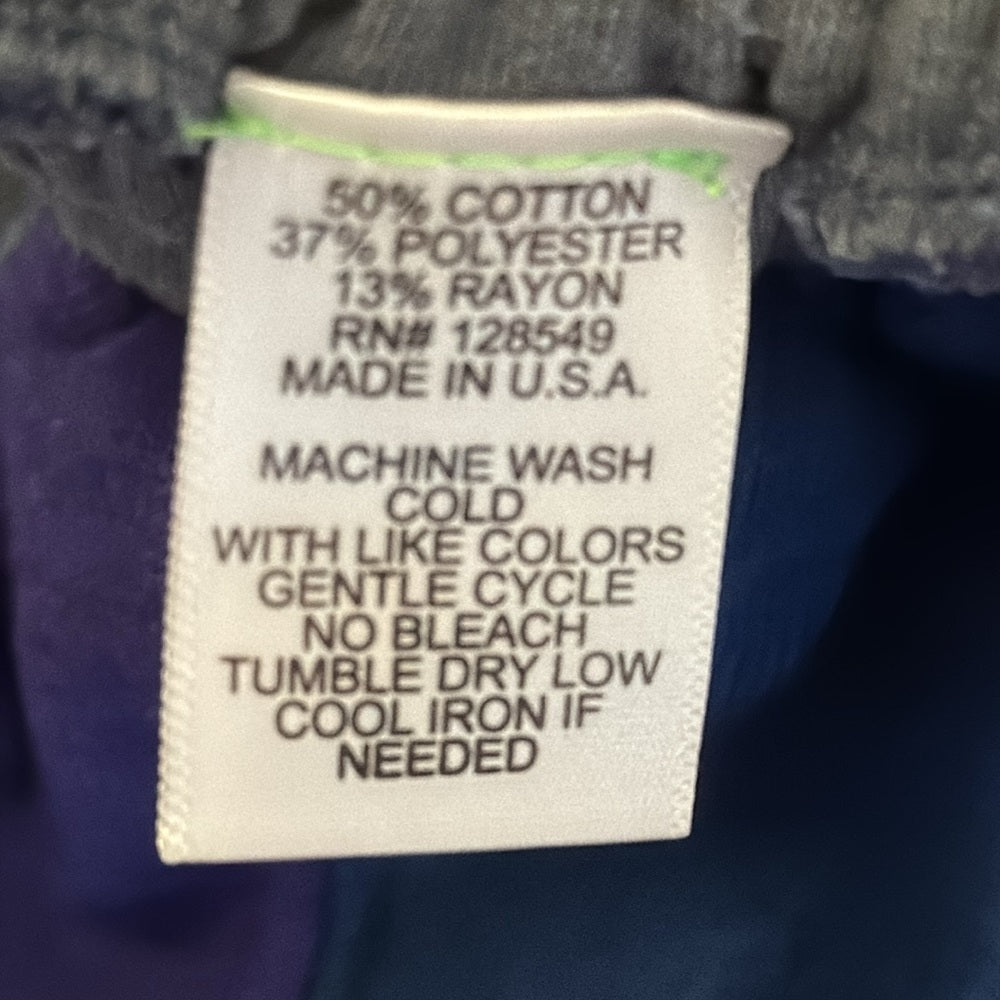 50% COTTON
37% POLYESTER
13% RAYON
RN# 128549
MADE IN U.S.A.
MACHINE WASH
COLD
WITH LIKE COLORS
GENTLE CYCLE
NO BLEACH
TUMBLE DRY LOW
COOL IRON IF
NEEDED